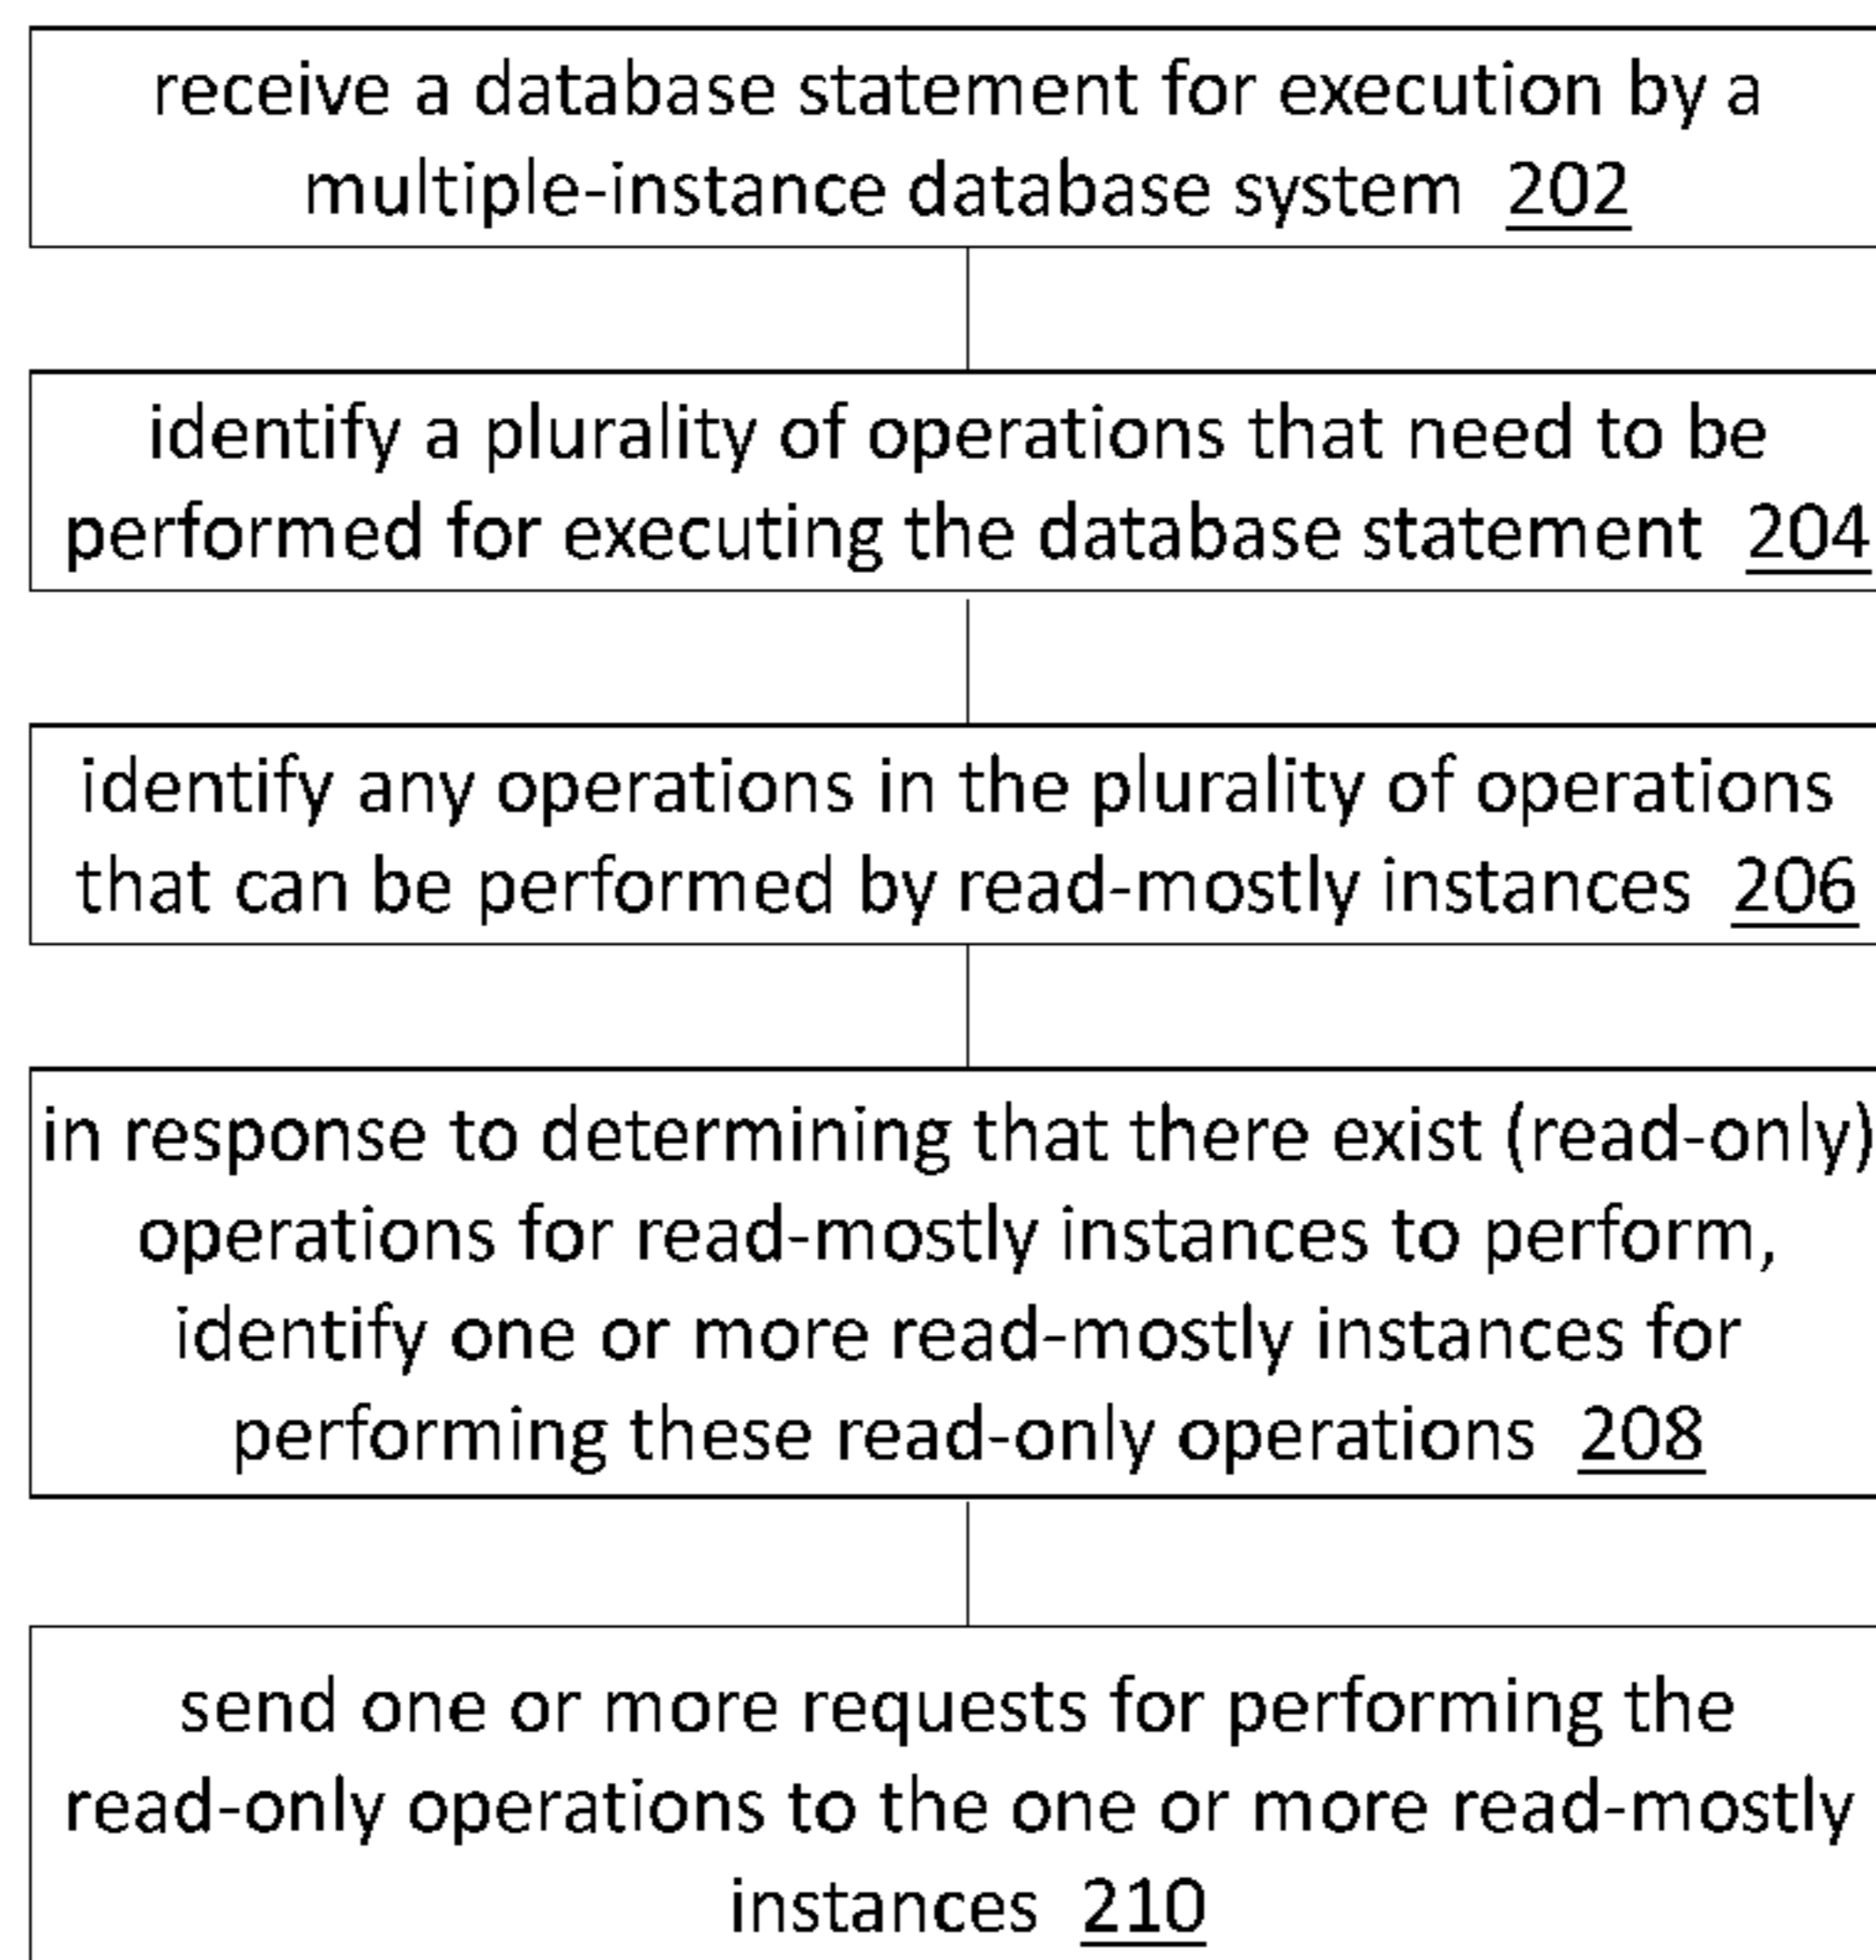 receive a database statement for execution by a
multiple-instance database system 202
identify a plurality of operations that need to be
performed for executing the database statement 204
identify any operations in the plurality of operations
that can be performed by read-mostly instances 206
in response to determining that there exist (read-only)
operations for read-mostly instances to perform,
identify one or more read-mostly instances for
performing these read-only operations 208
send one or more requests for performing the
read-only operations to the one or more read-mostly
instances 210